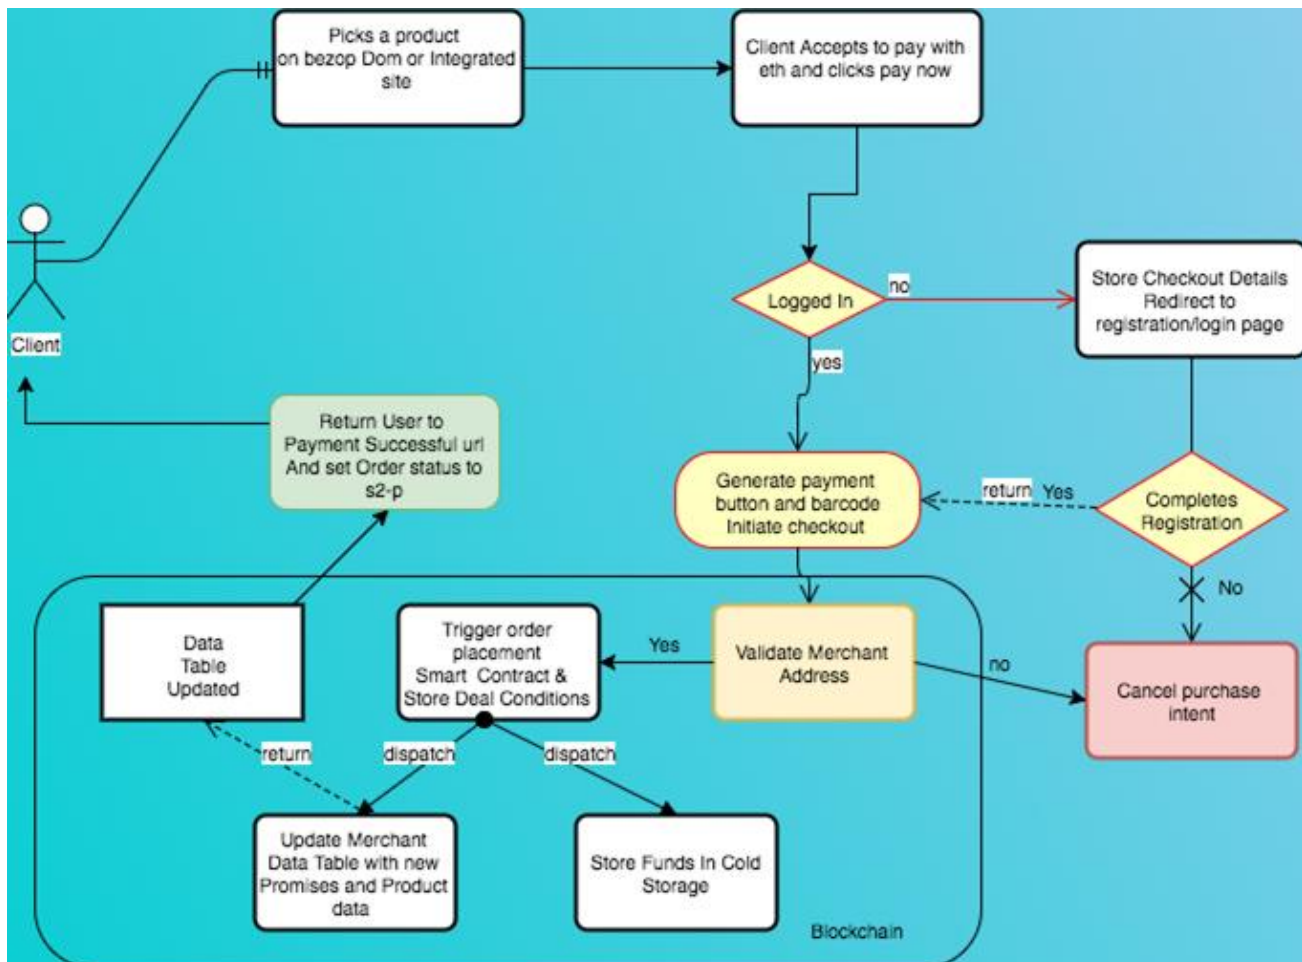 Picks a product
on bezop Dom or Integrated
site
Client Accepts to pay with
eth and clicks pay now
Logged In
no
Store Checkout Details
Redirect to
registration/login page
Client
yes
Return User to
Payment Successful url
And set Order status to
s2-p
Generate payment
button and barcode
Initiate checkout
return Yes
Completes
Registration
No
Data
Table
Updated
Trigger order
placement
Smart Contract &
Store Deal Conditions
Yes
Validate Merchant
Address
no
Cancel purchase
intent
return
dispatch
dispatch
Update Merchant
Data Table with new
Promises and Product
data
Store Funds In Cold
Storage
Blockchain